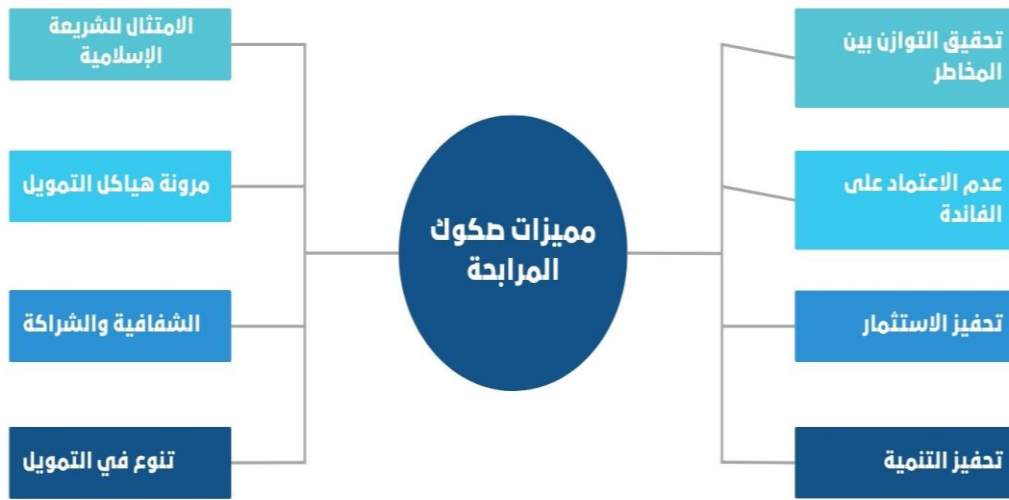 تحقيق التوازن بين
المخاطر
عدم الاعتماد على
الفائدة
تحفيز الاستثمار
تحفيز التنمية
مميزات صكوك
المرابحة
الامتثال للشريعة
الإسلامية
مرونة هياكل التمويل
الشفافية والشراكة
تنوع في التمويل